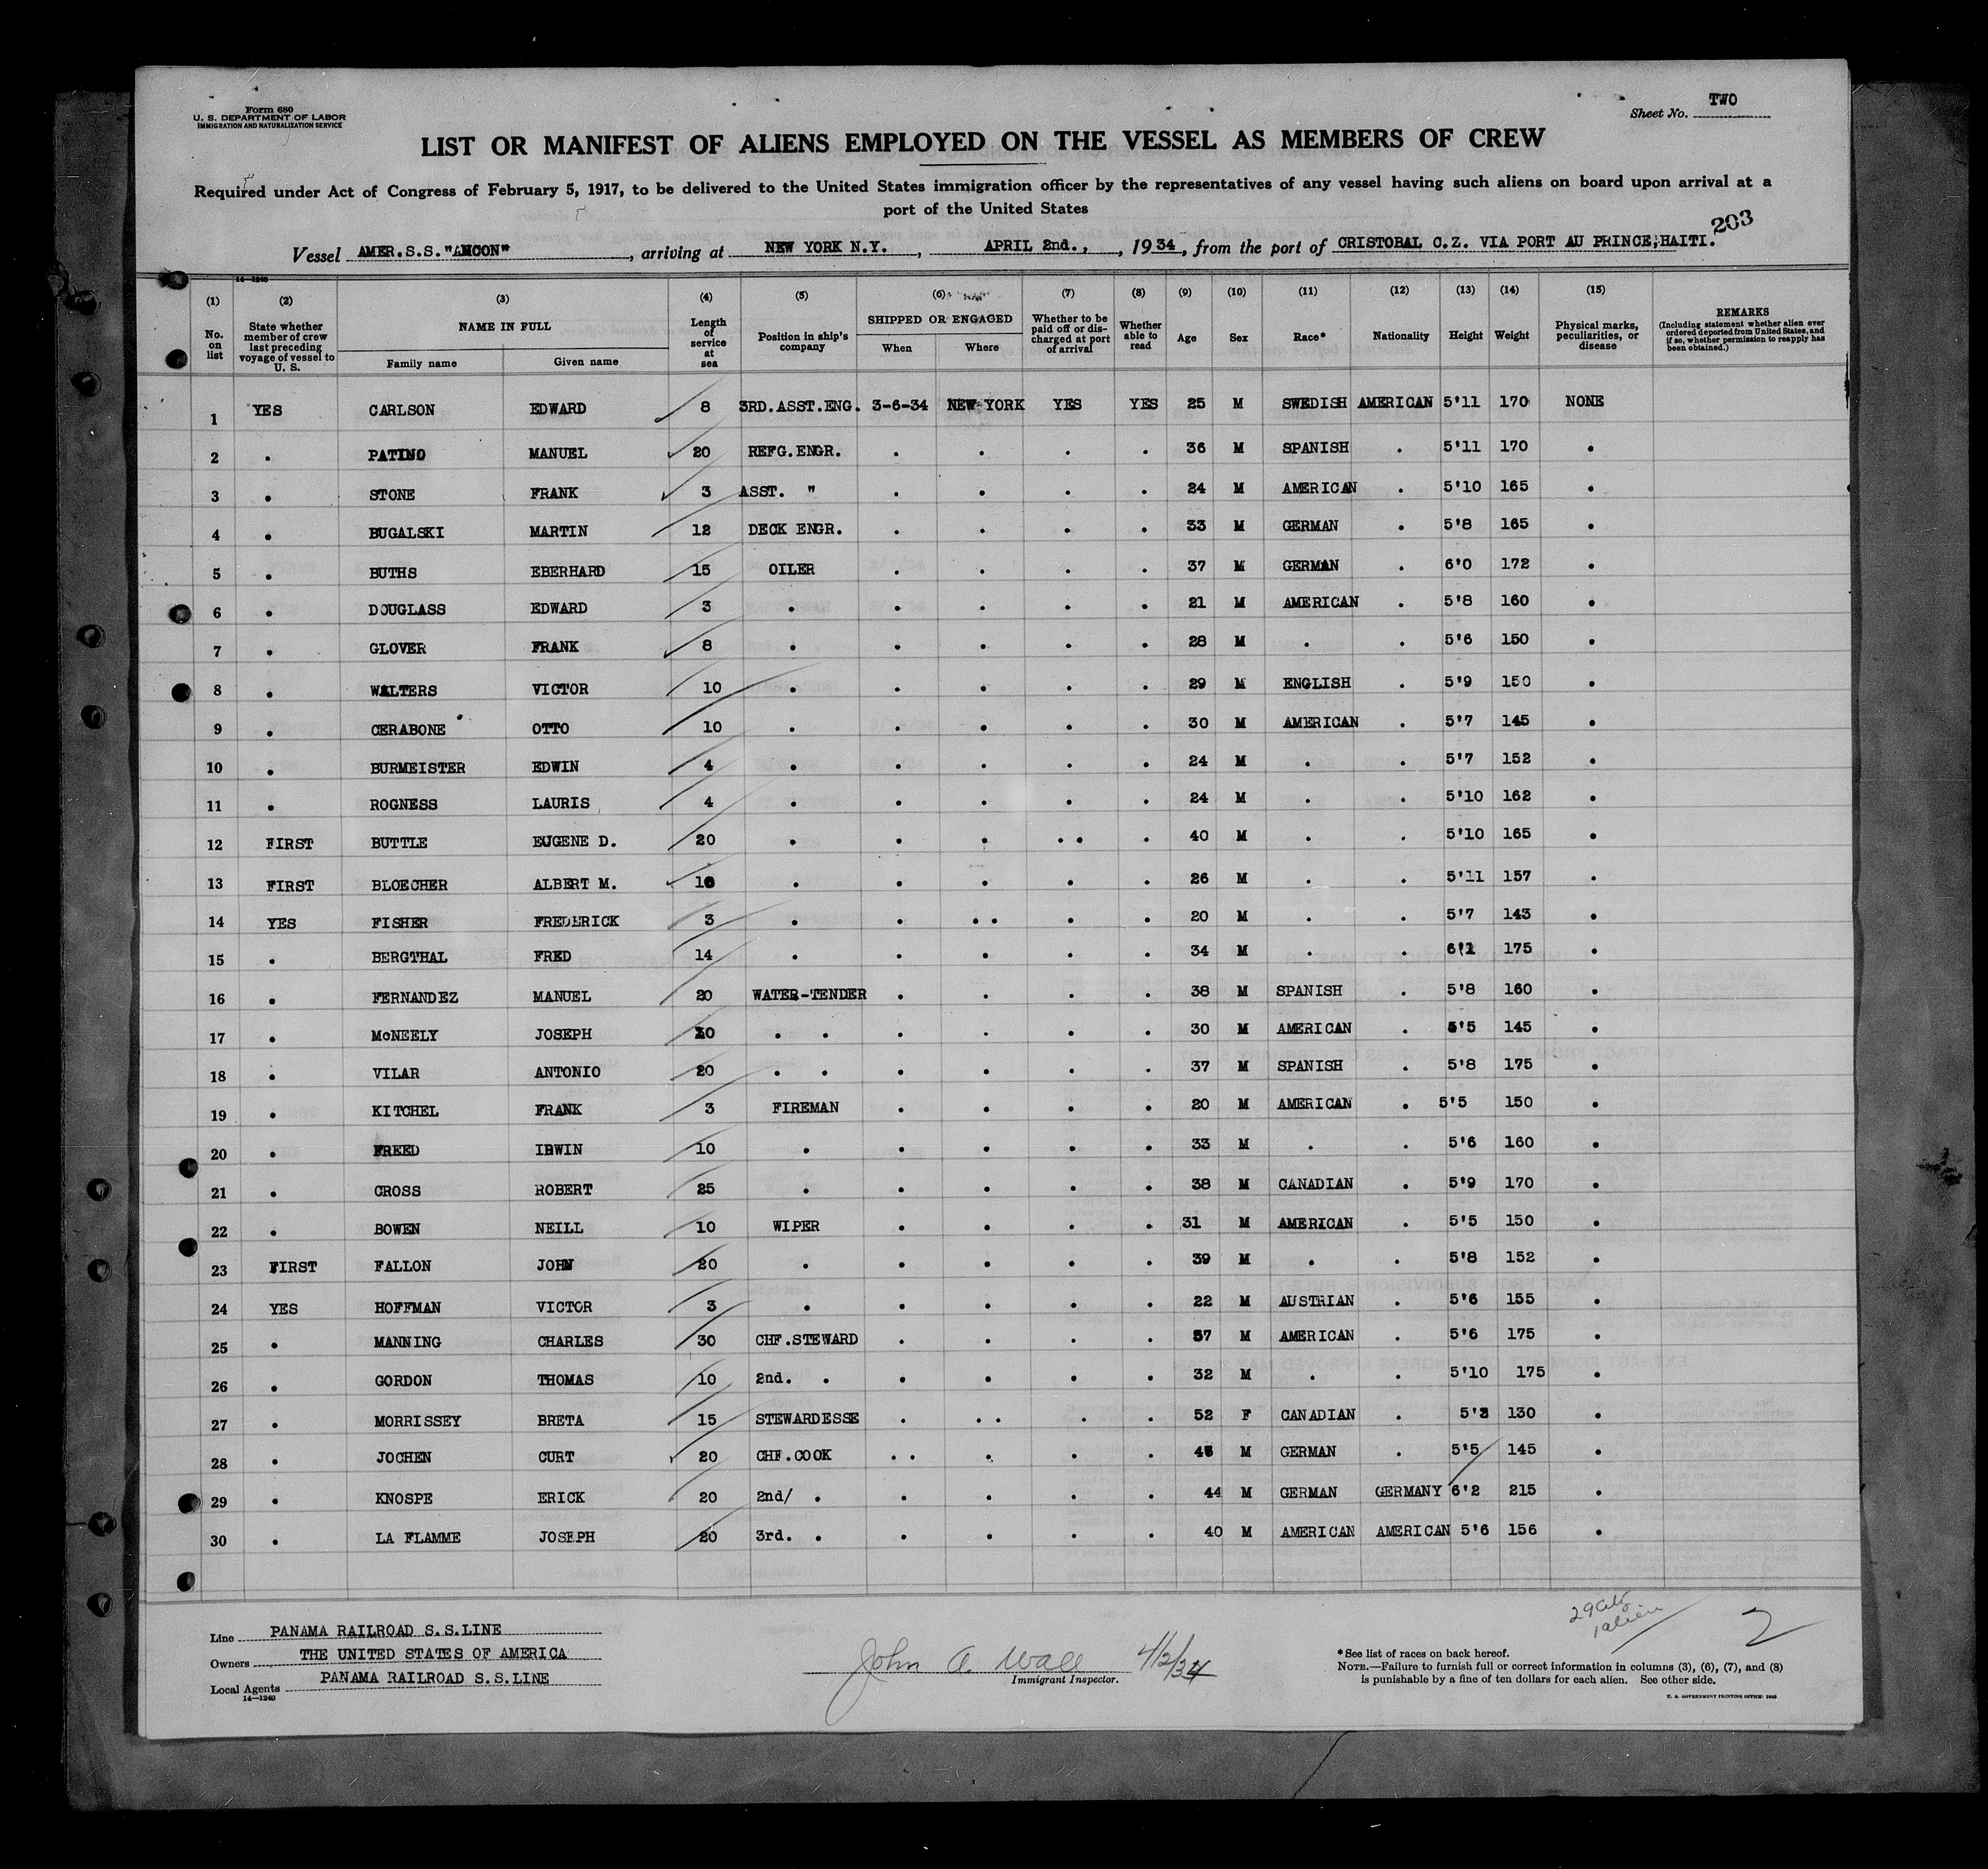 Form 680
U. S. DEPARTMENT OF LABOR
IMMIGRATION AND NATURALIZATION SERVICE
Sheet No. TWO
LIST OR MANIFEST OF ALIENS EMPLOYED ON THE VESSEL AS MEMBERS OF CREW
Required under Act of Congress of February 5, 1917, to be delivered to the United States immigration officer by the representatives of any vessel having such aliens on board upon arrival at a
port of the United States
203
Vessel AMER.S.S."ANCON", arriving at NEW YORK N.Y., APRIL 2nd., , 1934, from the port of CRISTOBAL C.Z. VIA PORT AU PRINCE,HAITI.
14—1240
(1) (2) (3) (4) (5) (6) (7) (8) (9) (10) (11) (12) (13) (14) (15)
No. on list
State whether member of crew last preceding voyage of vessel to U. S.
NAME IN FULL
Family name
Given name
Length of service at sea
Position in ship's company
SHIPPED OR ENGAGED
When
Where
Whether to be paid off or discharged at port of arrival
Whether able to read
Age
Sex
Race*
Nationality
Height
Weight
Physical marks, peculiarities, or disease
REMARKS
(Including statement whether alien ever ordered deported from United States, and if so, whether permission to reapply has been obtained.)
1 YES CARLSON EDWARD 8 3RD.ASST.ENG. 3-6-34 NEW YORK YES YES 25 M SWEDISH AMERICAN 5'11 170 NONE
2 . PATINO MANUEL 20 REFG.ENGR. . . . . 36 M SPANISH . 5'11 170 .
3 . STONE FRANK 3 ASST. " . . . . 24 M AMERICAN . 5'10 165 .
4 . BUGALSKI MARTIN 12 DECK ENGR. . . . . 33 M GERMAN . 5'8 165 .
5 . BUTHS EBERHARD 15 OILER . . . . 37 M GERMAN . 6'0 172 .
6 . DOUGLASS EDWARD 3 . . . . . 21 M AMERICAN . 5'8 160 .
7 . GLOVER FRANK 8 . . . . . 28 M . . 5'6 150 .
8 . WALTERS VICTOR 10 . . . . . 29 M ENGLISH . 5'9 150 .
9 . CERABONE OTTO 10 . . . . . 30 M AMERICAN . 5'7 145 .
10 . BURMEISTER EDWIN 4 . . . . . 24 M . . 5'7 152 .
11 . ROGNESS LAURIS 4 . . . . . 24 M . . 5'10 162 .
12 FIRST BUTTLE EUGENE D. 20 . . . . . . 40 M . . 5'10 165 .
13 FIRST BLOECHER ALBERT M. . . . . . 26 M . . 5'11 157 .
14 YES FISHER FREDERICK 3 . . . . . . 20 M . . 5'7 143 .
15 . BERGTHAL FRED 14 . . . . . 34 M . . 6'1 175 .
16 . FERNANDEZ MANUEL 20 WATER-TENDER . . . . 38 M SPANISH . 5'8 160 .
17 . McNEELY JOSEPH . . . . . . 30 M AMERICAN . 5'5 145 .
18 . VILAR ANTONIO 20 . . . . . . 37 M SPANISH . 5'8 175 .
19 . KITCHEL FRANK 3 FIREMAN . . . . 20 M AMERICAN . 5'5 150 .
20 . FREED IRWIN 10 . . . . . 33 M . . 5'6 160 .
21 . CROSS ROBERT 25 . . . . . 38 M CANADIAN . 5'9 170 .
22 . BOWEN NEILL 10 WIPER . . . . 31 M AMERICAN . 5'5 150 .
23 FIRST FALLON JOHN 20 . . . . . 39 M . . 5'8 152 .
24 YES HOFFMAN VICTOR 3 . . . . . 22 M AUSTRIAN . 5'6 155 .
25 . MANNING CHARLES 30 CHF.STEWARD . . . . 57 M AMERICAN . 5'6 175 .
26 . GORDON THOMAS 10 2nd. . . . . . 32 M . . 5'10 175 .
27 . MORRISSEY BRETA 15 STEWARDESSE . . . . . 52 F CANADIAN . 130 .
28 . JOCHEN CURT 20 CHF.COOK . . . . . M GERMAN . 5'5 145 .
29 . KNOSPE ERICK 20 2nd/ . . . . . 44 M GERMAN GERMANY 6'2 215 .
30 . LA FLAMME JOSEPH 20 3rd. . . . . . 40 M AMERICAN AMERICAN 5'6 156 .
29 Cits
1 alien
2
Line PANAMA RAILROAD S.S.LINE
Owners THE UNITED STATES OF AMERICA
Local Agents PANAMA RAILROAD S.S.LINE
14—1240
John A. Wall 4/2/34
Immigrant Inspector.
*See list of races on back hereof.
NOTE.—Failure to furnish full or correct information in columns (3), (6), (7), and (8)
is punishable by a fine of ten dollars for each alien. See other side.